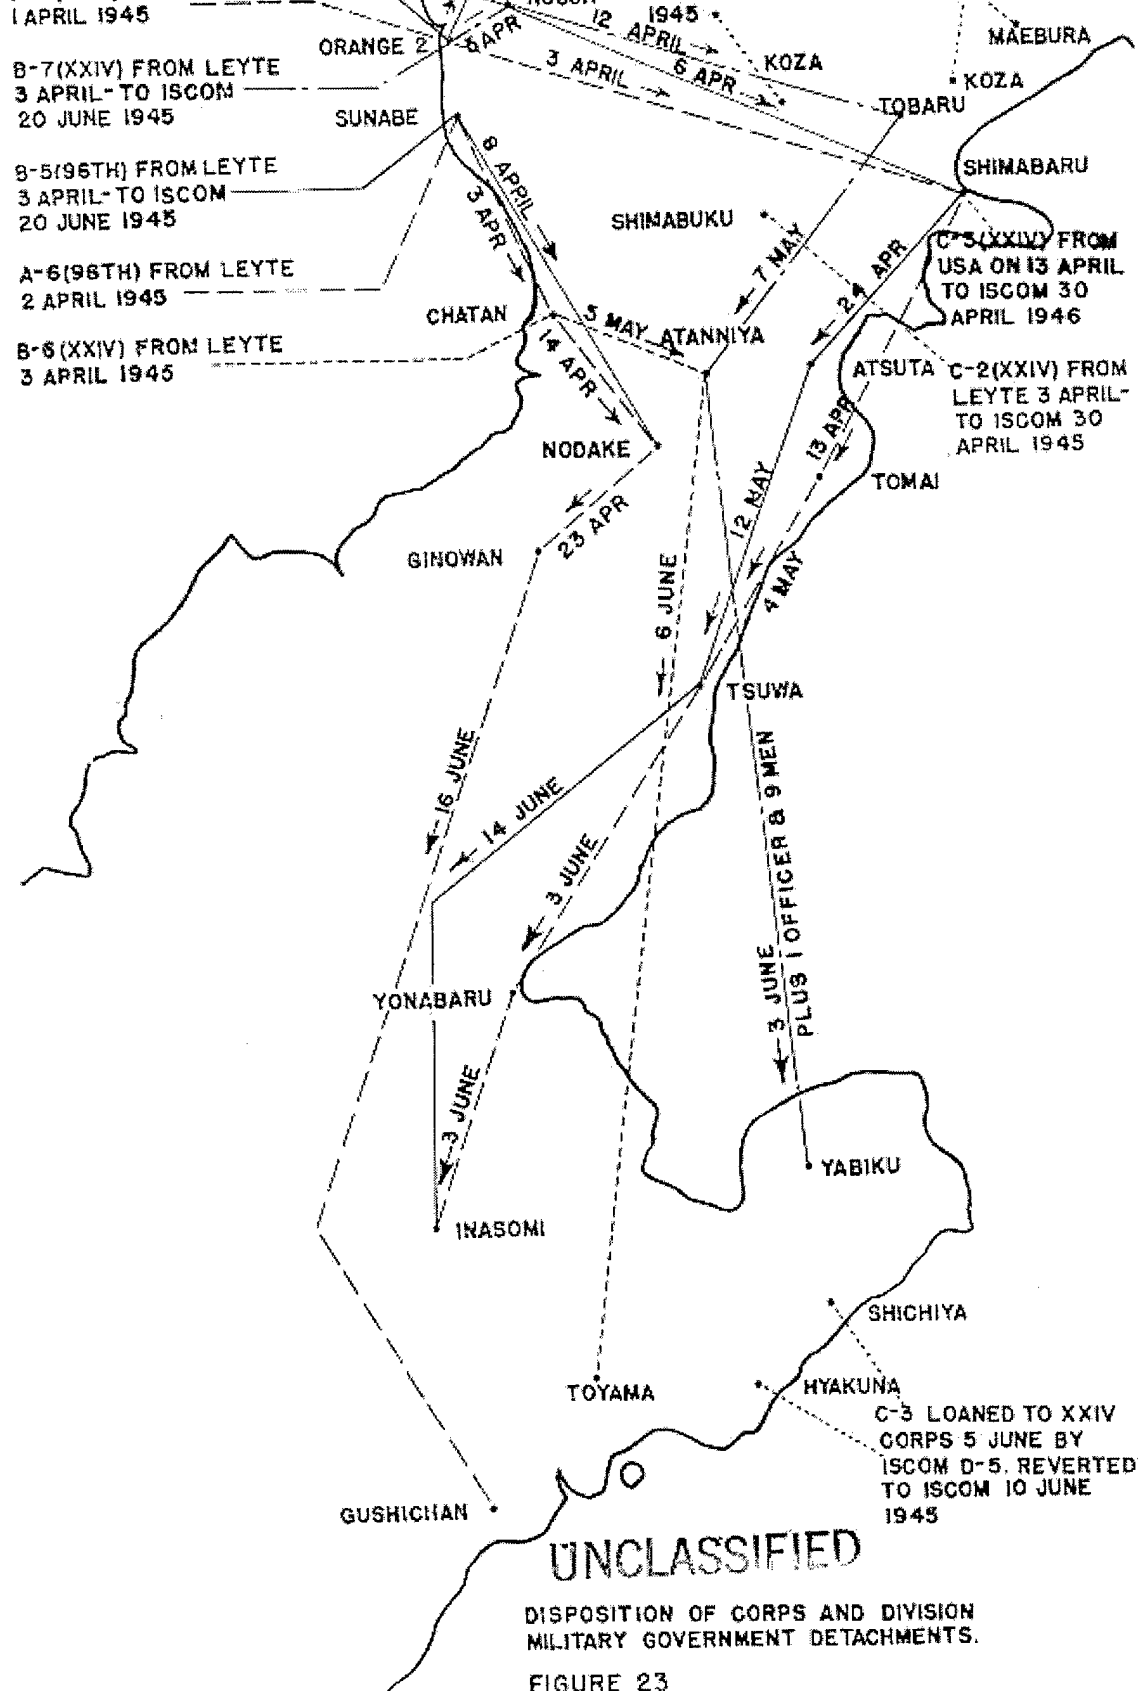 1 APRIL 1945
ORANGE 2
6 APR
12 APRIL
1945
3 APRIL
6 APR
KOZA
MAEBURA
KOZA
TOBARU
B-7(XXIV) FROM LEYTE
3 APRIL-TO ISCOM
20 JUNE 1945
SUNABE
SHIMABARU
B-5(96TH) FROM LEYTE
3 APRIL-TO ISCOM
20 JUNE 1945
8 APRIL
3 APR
SHIMABUKU
7 MAY
24 APR
C-5(XXIV) FROM
USA ON 13 APRIL
TO ISCOM 30
APRIL 1946
A-6(96TH) FROM LEYTE
2 APRIL 1945
CHATAN
5 MAY
ATANNIYA
B-6(XXIV) FROM LEYTE
3 APRIL 1945
14 APR
ATSUTA
C-2(XXIV) FROM
LEYTE 3 APRIL-
TO ISCOM 30
APRIL 1945
13 APR
NODAKE
TOMAI
12 MAY
23 APR
GINOWAN
6 JUNE
4 MAY
TSUWA
16 JUNE
14 JUNE
3 JUNE
3 JUNE
PLUS 1 OFFICER & 9 MEN
YONABARU
3 JUNE
YABIKU
INASOMI
SHICHIYA
TOYAMA
HYAKUNA
C-3 LOANED TO XXIV
CORPS 5 JUNE BY
ISCOM D-5. REVERTED
TO ISCOM 10 JUNE
1945
GUSHICHAN
UNCLASSIFIED
DISPOSITION OF CORPS AND DIVISION
MILITARY GOVERNMENT DETACHMENTS.
FIGURE 23